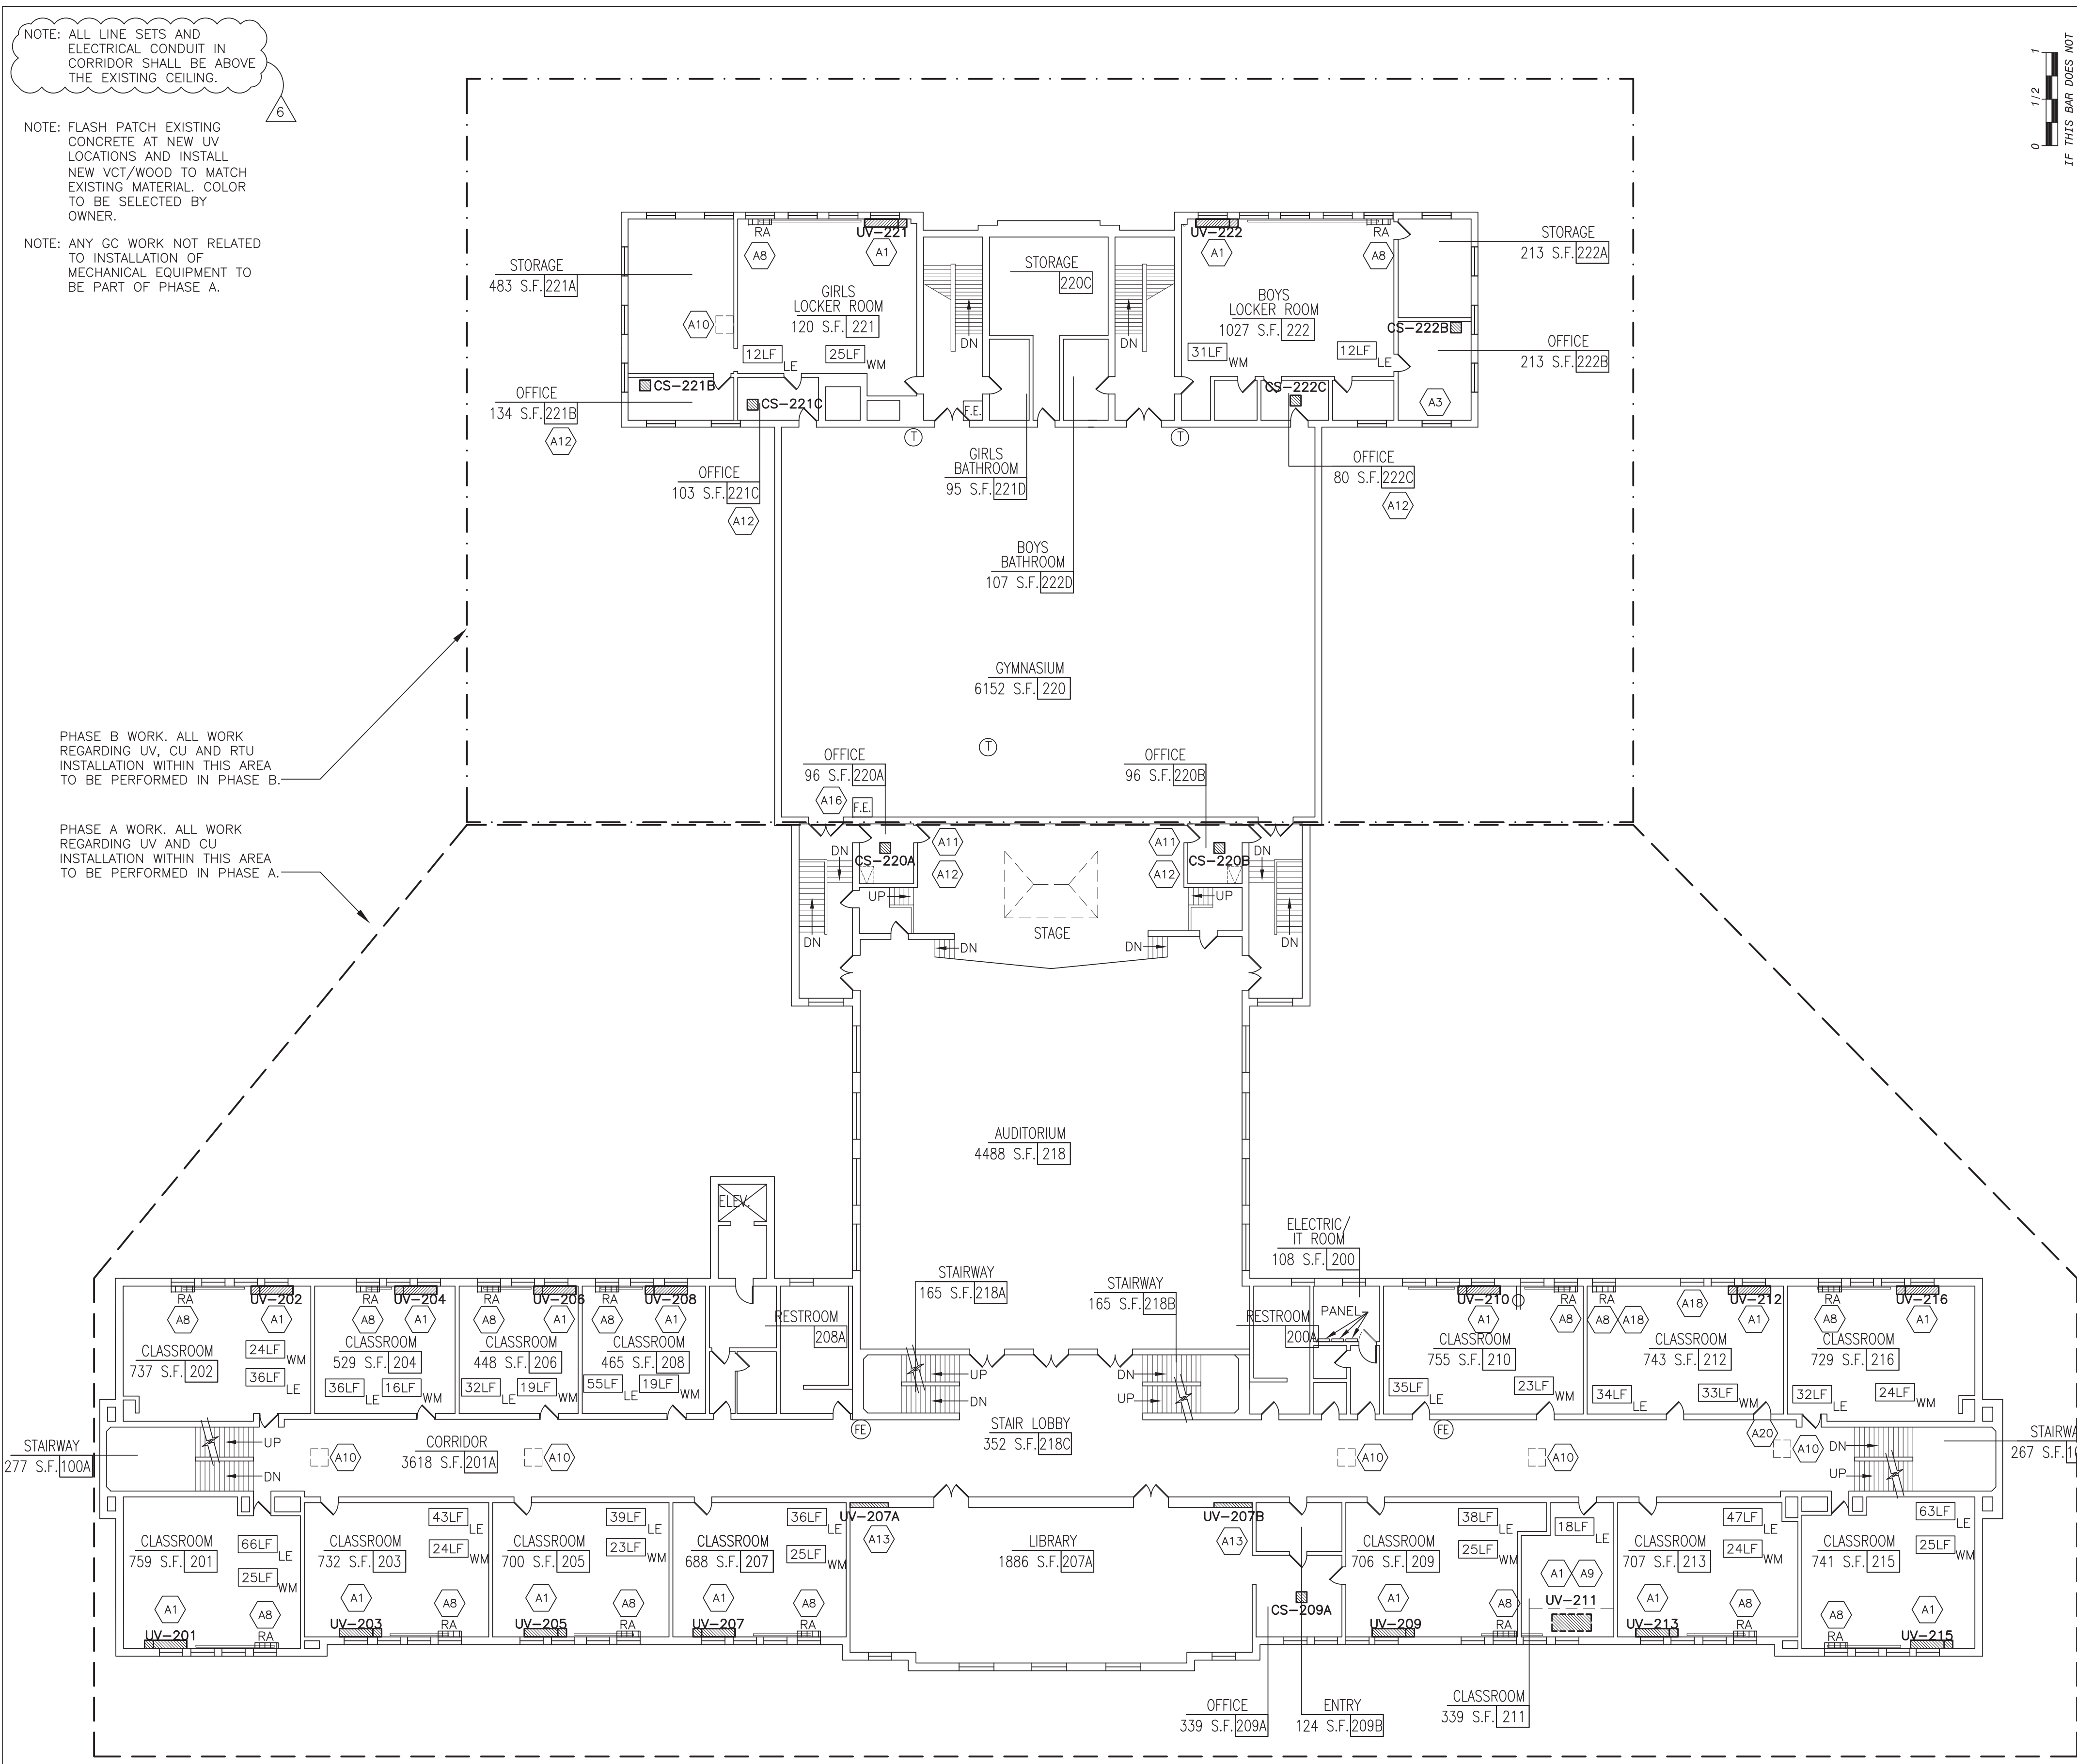 NOTE: ALL LINE SETS AND
ELECTRICAL CONDUIT IN
CORRIDOR SHALL BE ABOVE
THE EXISTING CEILING.
6
NOTE: FLASH PATCH EXISTING
CONCRETE AT NEW UV
LOCATIONS AND INSTALL
NEW VCT/WOOD TO MATCH
EXISTING MATERIAL. COLOR
TO BE SELECTED BY
OWNER.
NOTE: ANY GC WORK NOT RELATED
TO INSTALLATION OF
MECHANICAL EQUIPMENT TO
BE PART OF PHASE A.
0 1/2 1
IF THIS BAR DOES NOT
RA UV-221
A8 A1
STORAGE
483 S.F. 221A
A10
GIRLS
LOCKER ROOM
120 S.F. 221
12LF LE
25LF WM
CS-221B
CS-221C
OFFICE
134 S.F. 221B
A12
OFFICE
103 S.F. 221C
A12
DN
F.E.
T
STORAGE
220C
DN
T
GIRLS
BATHROOM
95 S.F. 221D
BOYS
BATHROOM
107 S.F. 222D
UV-222 RA
A1 A8
BOYS
LOCKER ROOM
1027 S.F. 222
31LF WM
12LF LE
CS-222B
CS-222C
A3
STORAGE
213 S.F. 222A
OFFICE
213 S.F. 222B
OFFICE
80 S.F. 222C
A12
GYMNASIUM
6152 S.F. 220
T
PHASE B WORK. ALL WORK
REGARDING UV, CU AND RTU
INSTALLATION WITHIN THIS AREA
TO BE PERFORMED IN PHASE B.
PHASE A WORK. ALL WORK
REGARDING UV AND CU
INSTALLATION WITHIN THIS AREA
TO BE PERFORMED IN PHASE A.
OFFICE
96 S.F. 220A
A16 F.E.
OFFICE
96 S.F. 220B
DN
CS-220A
A11
A12
UP
DN
DN
STAGE
A11
A12
CS-220B
DN
UP
DN
DN
AUDITORIUM
4488 S.F. 218
ELEV.
STAIRWAY
165 S.F. 218A
STAIRWAY
165 S.F. 218B
ELECTRIC/
IT ROOM
108 S.F. 200
PANEL
RESTROOM
208A
RESTROOM
200A
RA UV-202
A8 A1
CLASSROOM
737 S.F. 202
24LF WM
36LF LE
RA UV-204
A8 A1
CLASSROOM
529 S.F. 204
36LF LE
16LF WM
RA UV-206
A8 A1
CLASSROOM
448 S.F. 206
32LF LE
19LF WM
RA UV-208
A8 A1
CLASSROOM
465 S.F. 208
55LF LE
19LF WM
UP
DN
DN
UP
STAIR LOBBY
352 S.F. 218C
FE
FE
UV-210 RA
A1 A8
CLASSROOM
755 S.F. 210
35LF LE
23LF WM
RA UV-212
A8 A18 A18 A1
CLASSROOM
743 S.F. 212
34LF LE
33LF WM
A20
RA UV-216
A8 A1
CLASSROOM
729 S.F. 216
32LF LE
24LF WM
STAIRWAY
277 S.F. 100A
UP
DN
A10
CORRIDOR
3618 S.F. 201A
A10
A10
A10
A10
DN
UP
267 S.F.
CLASSROOM
759 S.F. 201
66LF LE
25LF WM
A1 A8
UV-201 RA
CLASSROOM
732 S.F. 203
43LF LE
24LF WM
A1 A8
UV-203 RA
CLASSROOM
700 S.F. 205
39LF LE
23LF WM
A1 A8
UV-205 RA
CLASSROOM
688 S.F. 207
36LF LE
25LF WM
A1 A8
UV-207 RA
UV-207A
A13
LIBRARY
1886 S.F. 207A
UV-207B
A13
CS-209A
CLASSROOM
706 S.F. 209
38LF LE
25LF WM
A1 A8
UV-209 RA
18LF LE
A1 A9
UV-211
CLASSROOM
707 S.F. 213
47LF LE
24LF WM
A1 A8
UV-213 RA
CLASSROOM
741 S.F. 215
63LF LE
25LF WM
A8 A1
RA UV-215
OFFICE
339 S.F. 209A
ENTRY
124 S.F. 209B
CLASSROOM
339 S.F. 211